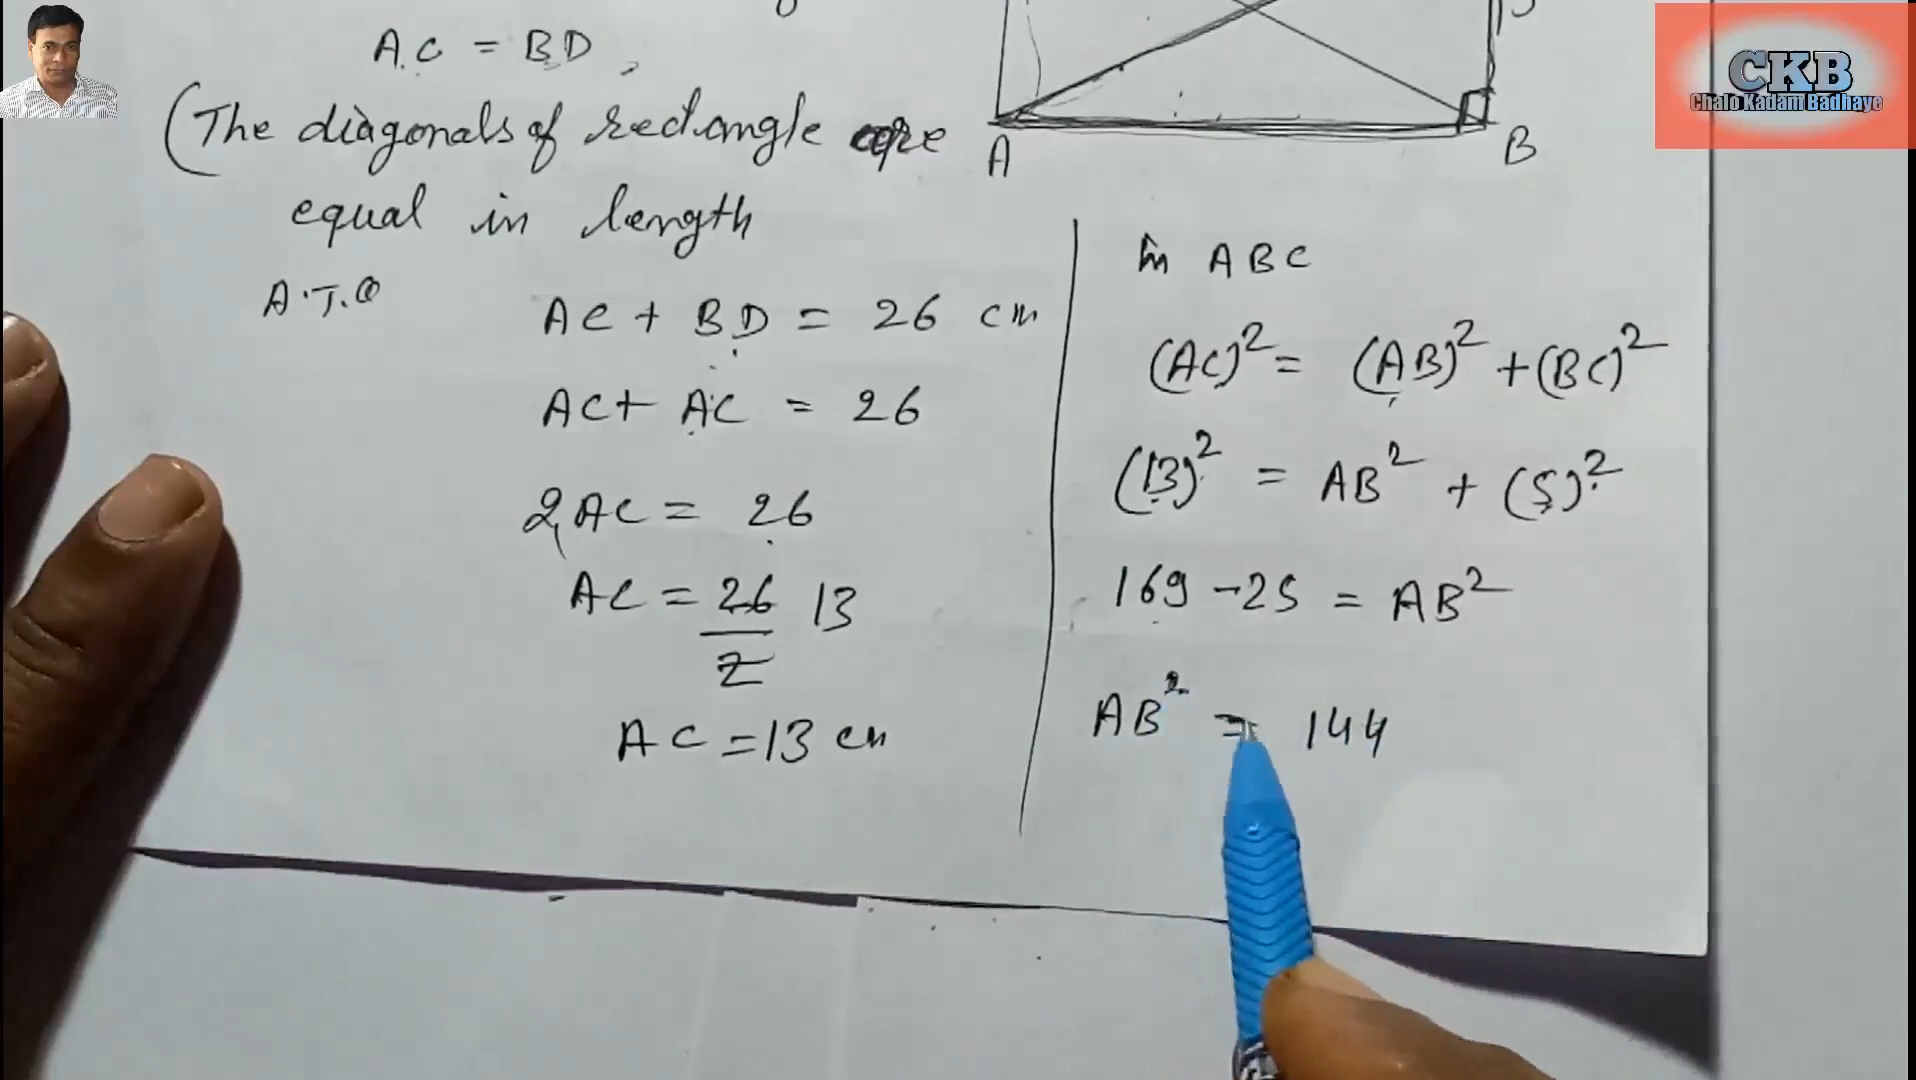 AC = BD,
(The diagonals of rectangle are
equal in length
A.T.Q
AC + BD = 26 cm
AC + AC = 26
2AC = 26
AC = 26/2 13
AC = 13 cm
A
B
In ABC
(AC)² = (AB)² + (BC)²
(13)² = AB² + (5)²
169 - 25 = AB²
AB² = 144
CKB
Chalo Kadam Badhaye